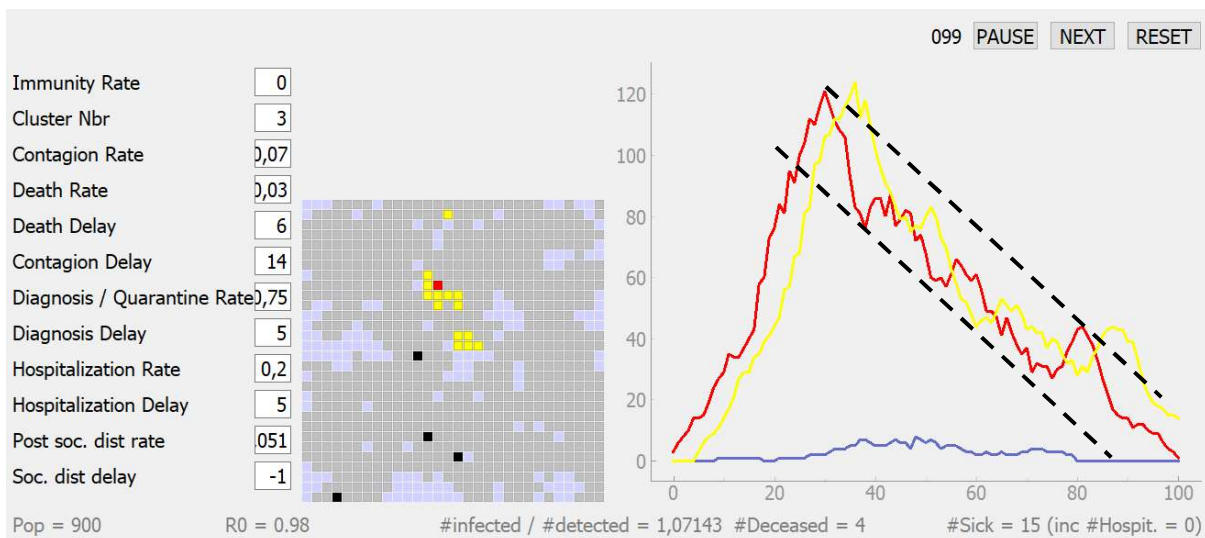 099 PAUSE NEXT RESET
Immunity Rate 0
Cluster Nbr 3
Contagion Rate 0,07
Death Rate 0,03
Death Delay 6
Contagion Delay 14
Diagnosis / Quarantine Rate 0,75
Diagnosis Delay 5
Hospitalization Rate 0,2
Hospitalization Delay 5
Post soc. dist rate .051
Soc. dist delay -1
120
100
80
60
40
20
0
0 20 40 60 80 100
Pop = 900 R0 = 0.98 #infected / #detected = 1,07143 #Deceased = 4 #Sick = 15 (inc #Hospit. = 0)